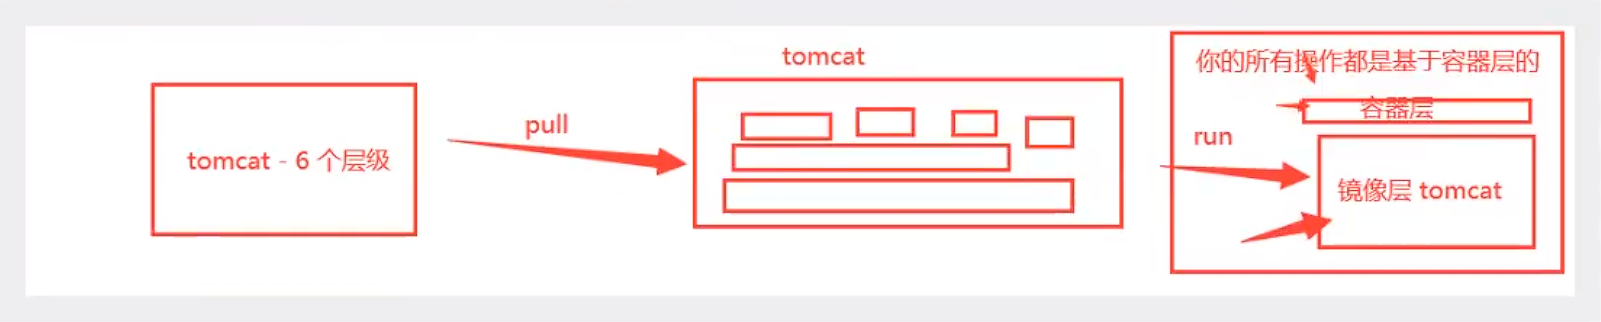 tomcat - 6 个层级
pull
tomcat
run
你的所有操作都是基于容器层的
容器层
镜像层 tomcat